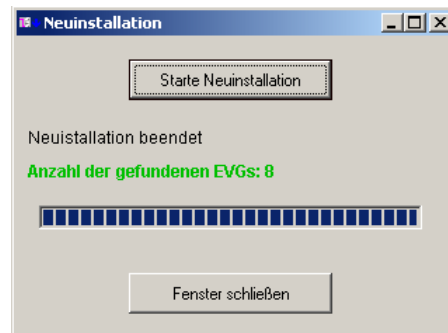 Neuinstallation
Starte Neuinstallation
Neuistallation beendet
Anzahl der gefundenen EVGs: 8
Fenster schließen